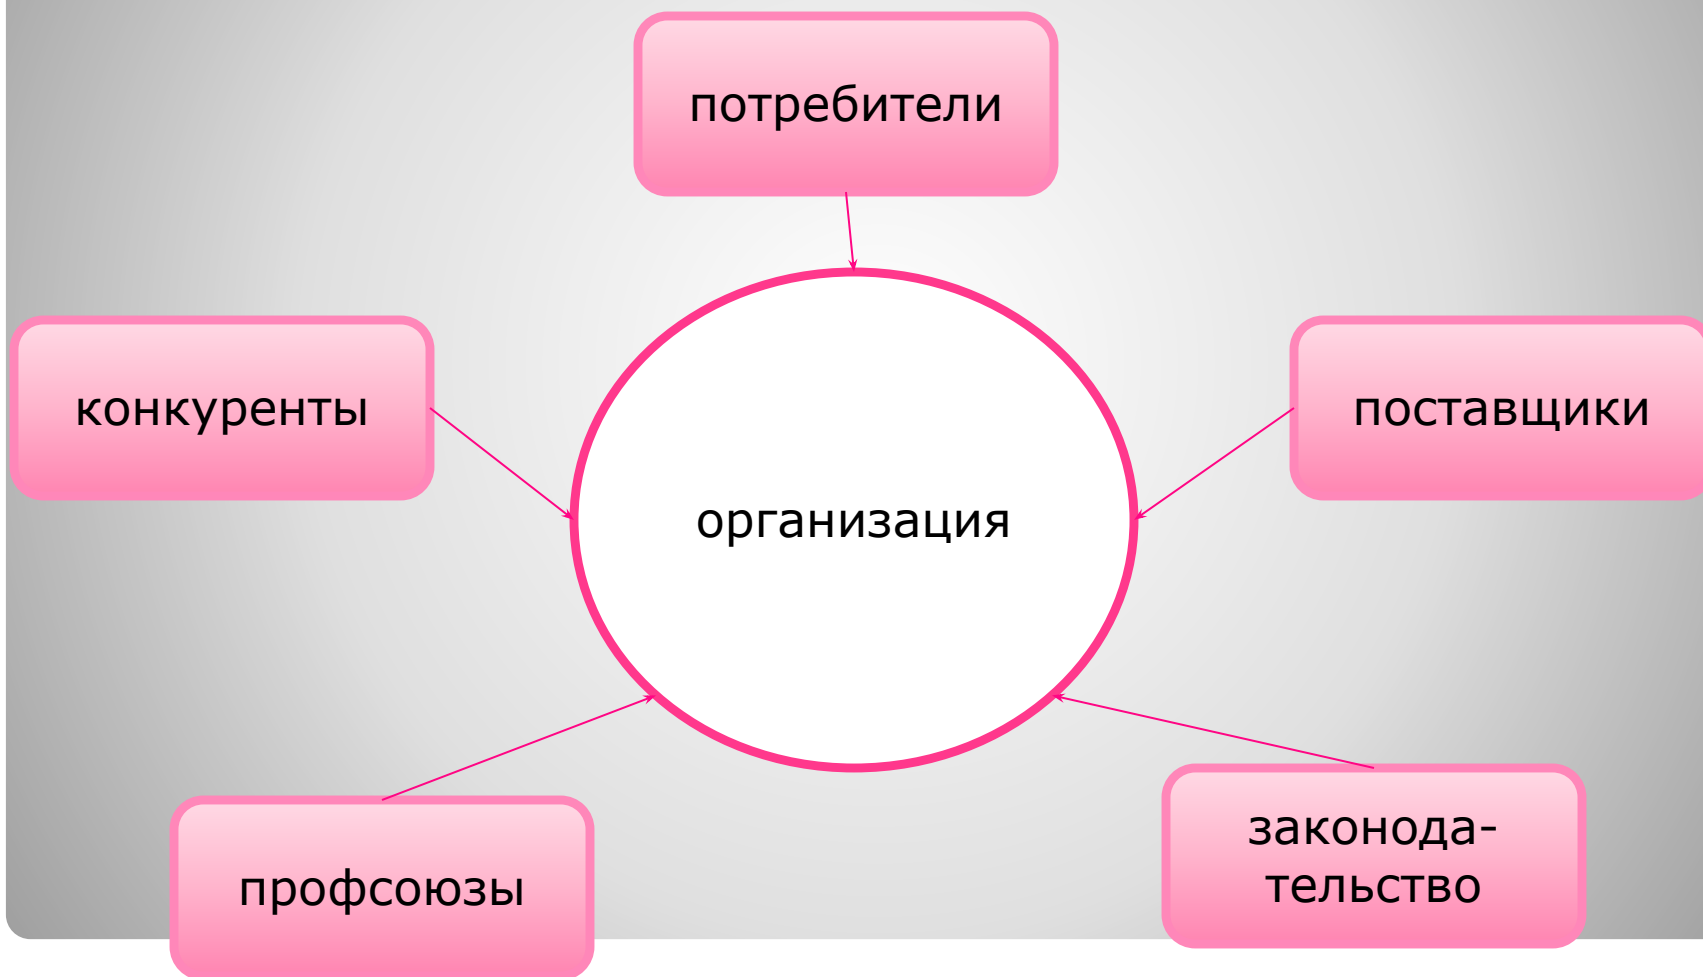 потребители
конкуренты
поставщики
организация
профсоюзы
законода-
тельство